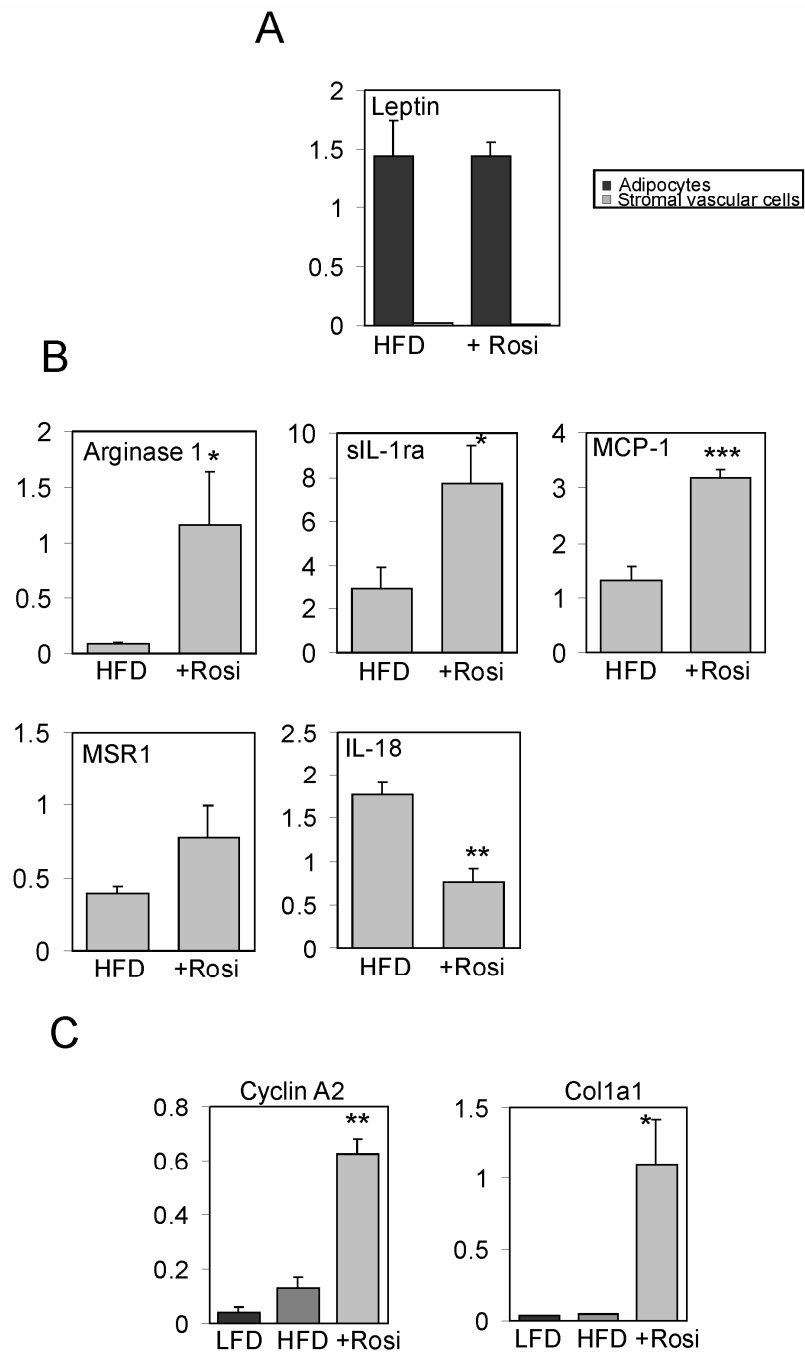 A
2
Leptin
1.5
1
0.5
0
HFD + Rosi
Adipocytes
Stromal vascular cells
B
2
Arginase 1 *
1.5
1
0.5
0
HFD +Rosi
10
sIL-1ra *
8
6
4
2
0
HFD +Rosi
4
MCP-1 ***
3
2
1
0
HFD +Rosi
1.5
MSR1
1
0.5
0
HFD +Rosi
2.5
IL-18
2
1.5
1
**
0.5
0
HFD +Rosi
C
Cyclin A2
0.8
**
0.6
0.4
0.2
0
LFD HFD +Rosi
Col1a1
1.5
*
1
0.5
0
LFD HFD +Rosi